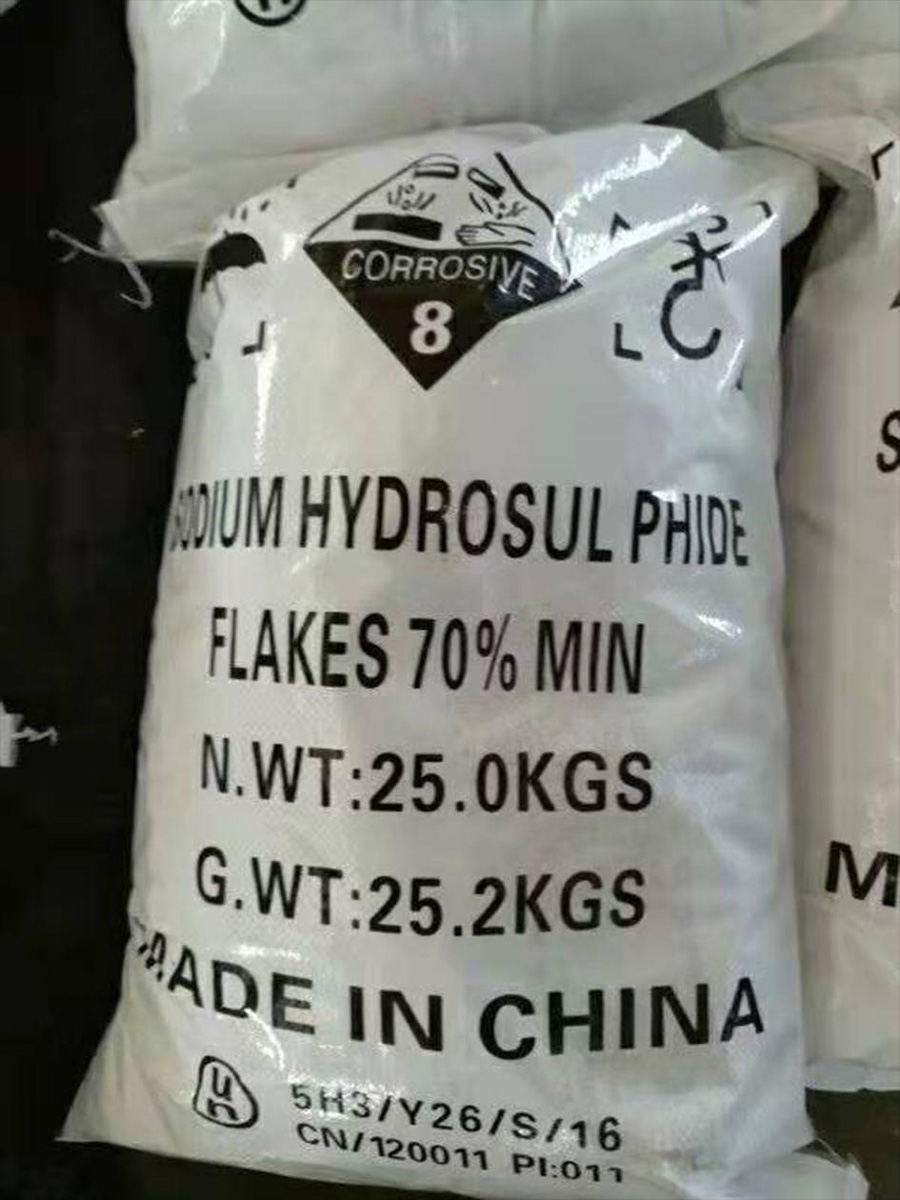 CORROSIVE
8
SODIUM HYDROSUL PHIDE
FLAKES 70% MIN
N.WT:25.0KGS
G.WT:25.2KGS
MADE IN CHINA
UN
5H3/Y26/S/16
CN/120011 PI:011
S
M